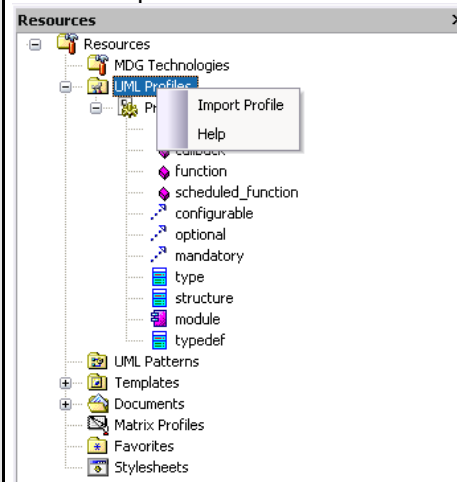 Resources
Resources
MDG Technologies
UML Profiles
Import Profile
Help
function
scheduled_function
configurable
optional
mandatory
type
structure
module
typedef
UML Patterns
Templates
Documents
Matrix Profiles
Favorites
Stylesheets